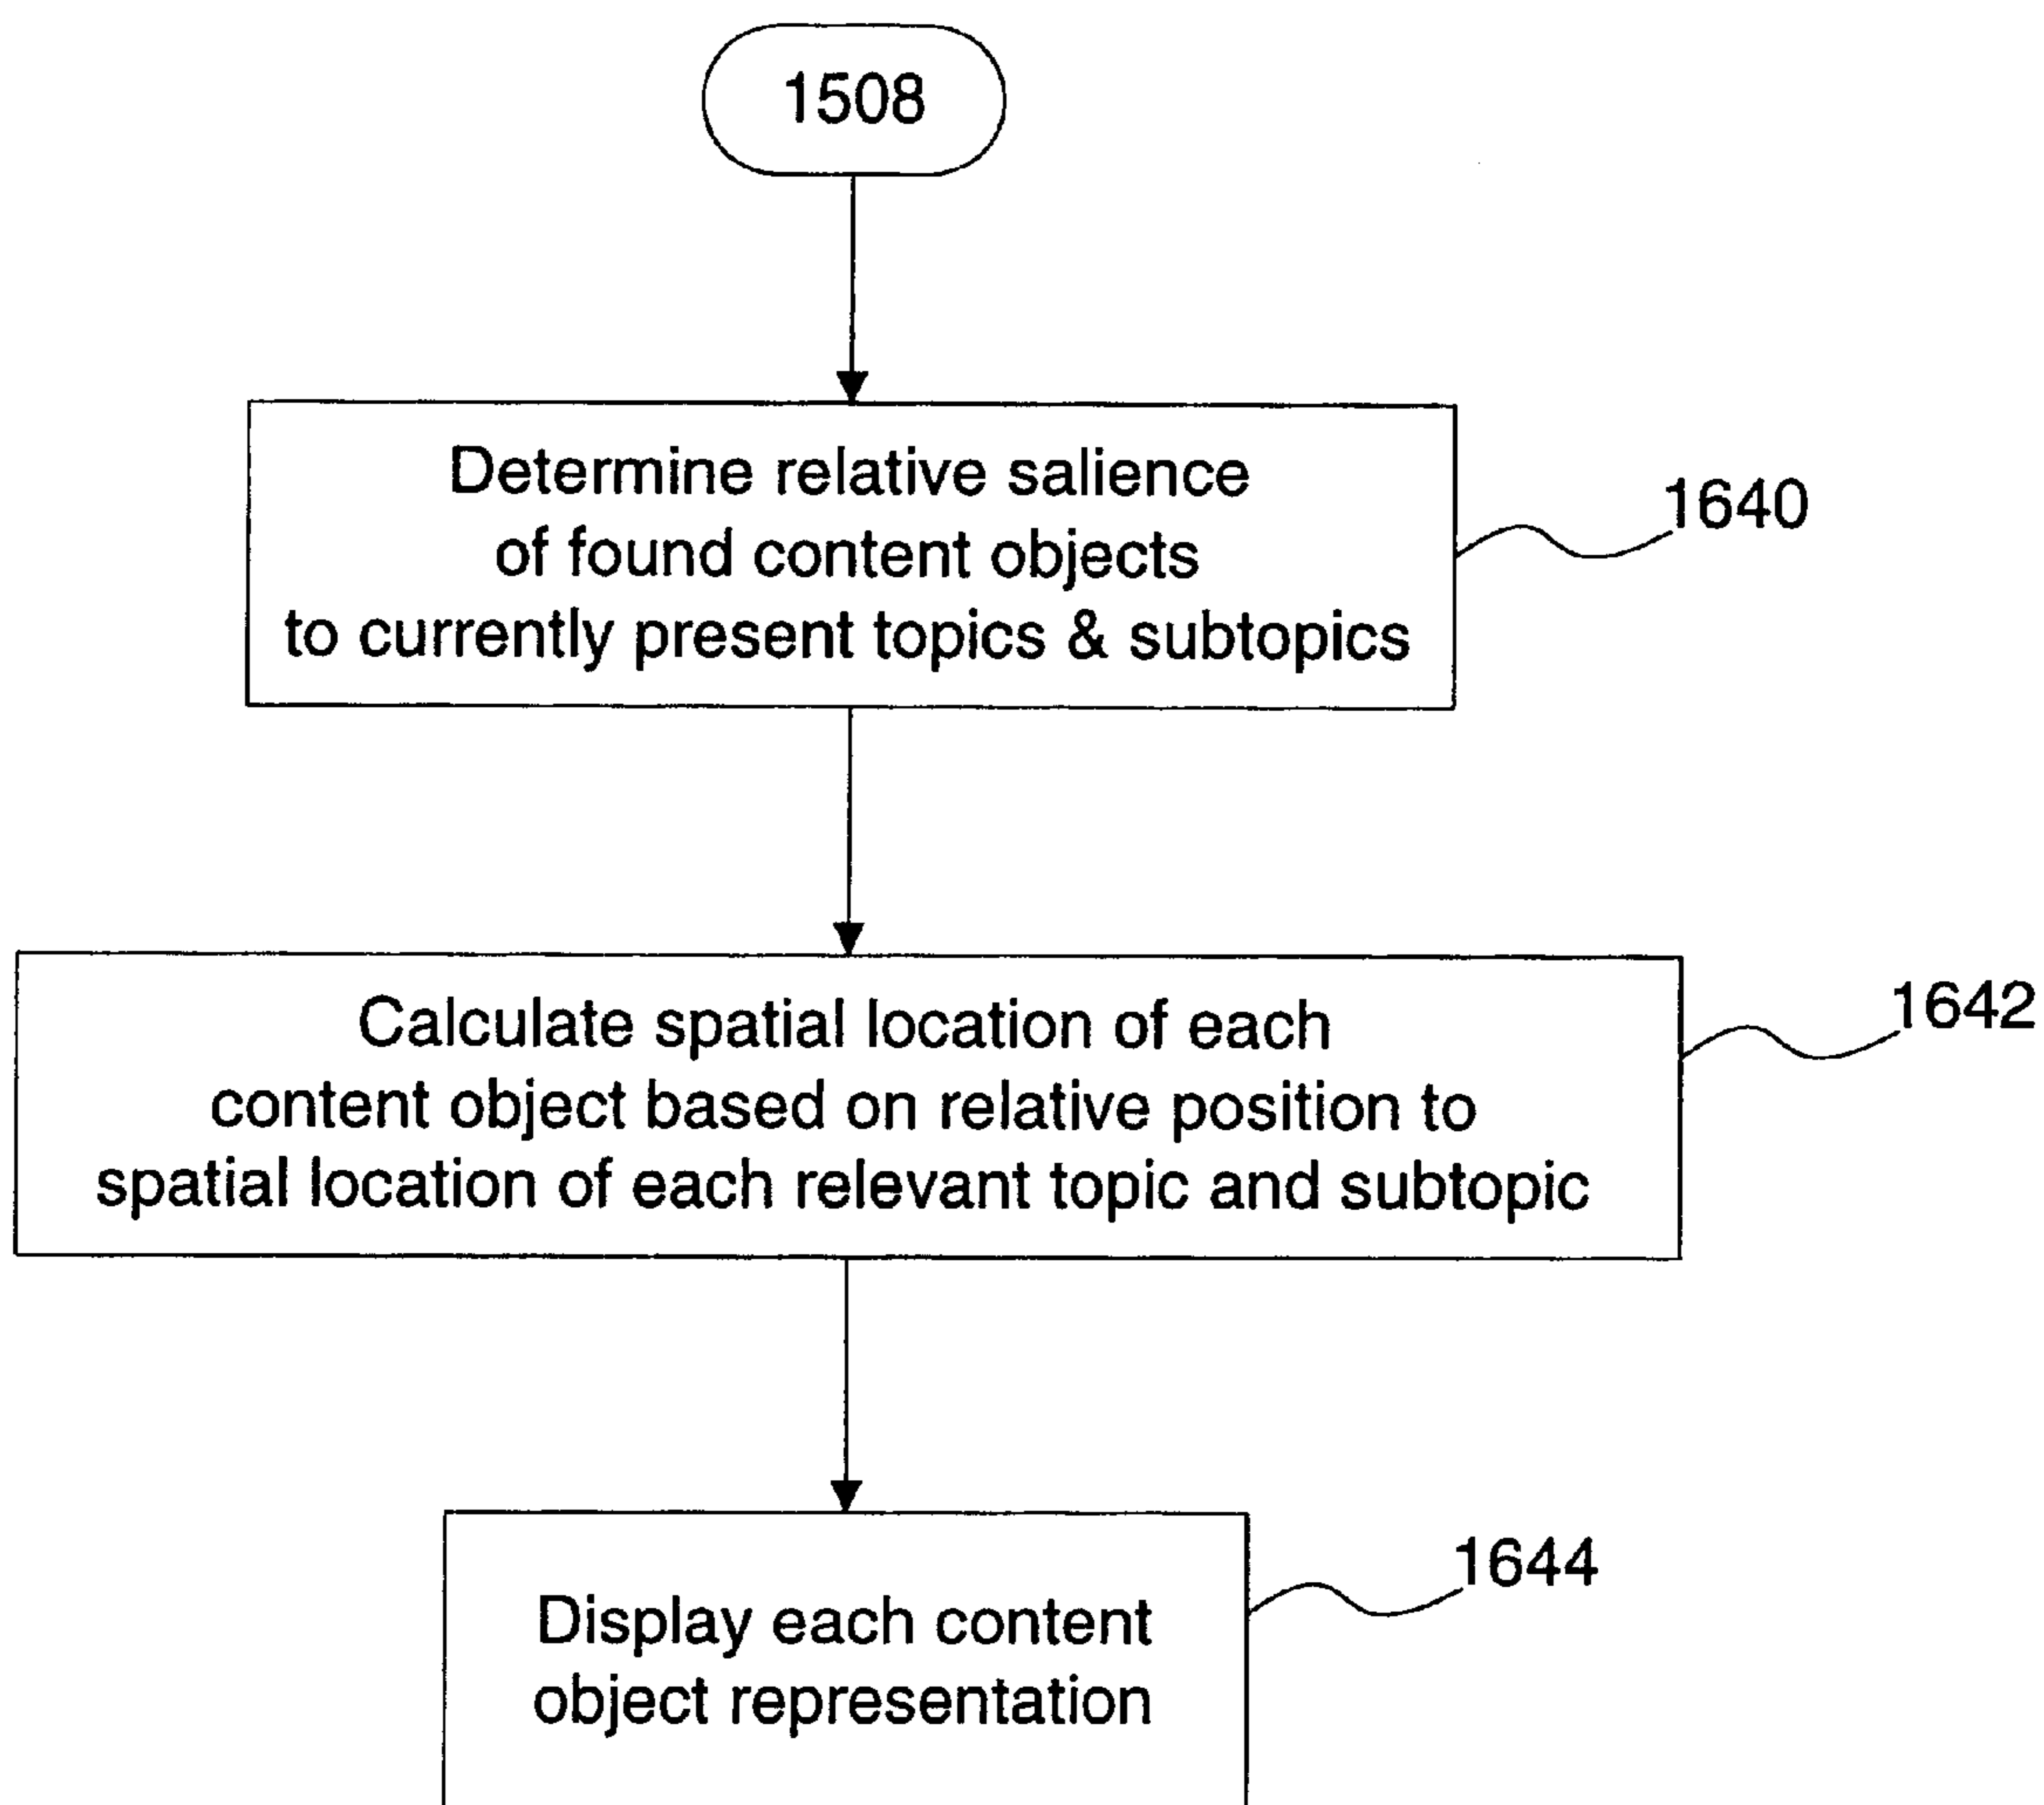 1508
Determine relative salience
of found content objects
to currently present topics & subtopics
1640
Calculate spatial location of each
content object based on relative position to
spatial location of each relevant topic and subtopic
1642
Display each content
object representation
1644